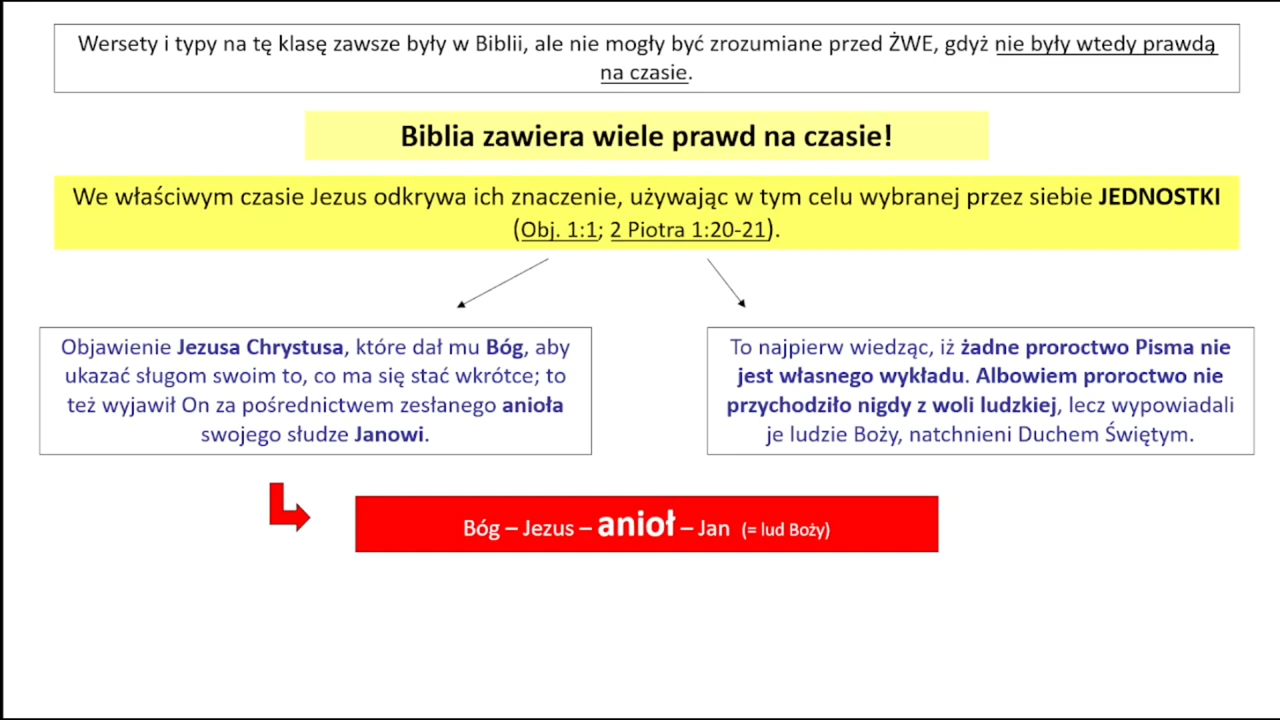 Wersety i typy na tę klasę zawsze były w Biblii, ale nie mogły być zrozumiane przed ŻWE, gdyż nie były wtedy prawdą
na czasie.
Biblia zawiera wiele prawd na czasie!
We właściwym czasie Jezus odkrywa ich znaczenie, używając w tym celu wybranej przez siebie JEDNOSTKI
(Obj. 1:1; 2 Piotra 1:20-21).
Objawienie Jezusa Chrystusa, które dał mu Bóg, aby
ukazać sługom swoim to, co ma się stać wkrótce; to
też wyjawił On za pośrednictwem zesłanego anioła
swojego słudze Janowi.
To najpierw wiedząc, iż żadne proroctwo Pisma nie
jest własnego wykładu. Albowiem proroctwo nie
przychodziło nigdy z woli ludzkiej, lecz wypowiadali
je ludzie Boży, natchnieni Duchem Świętym.
Bóg – Jezus – anioł – Jan (= lud Boży)